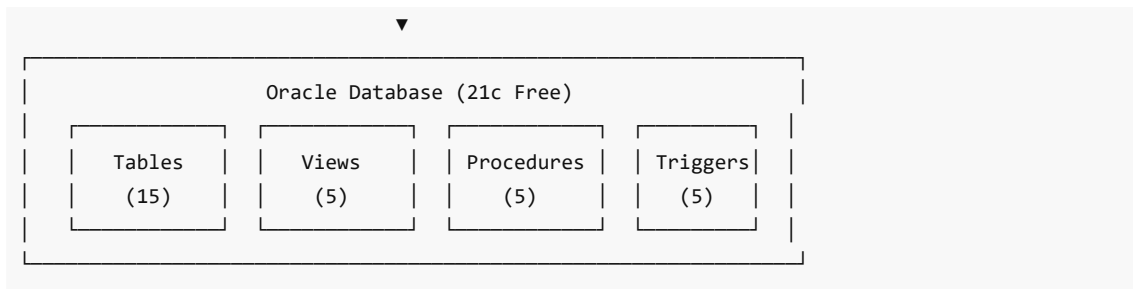 ▼
Oracle Database (21c Free)
Tables Views Procedures Triggers
(15) (5) (5) (5)